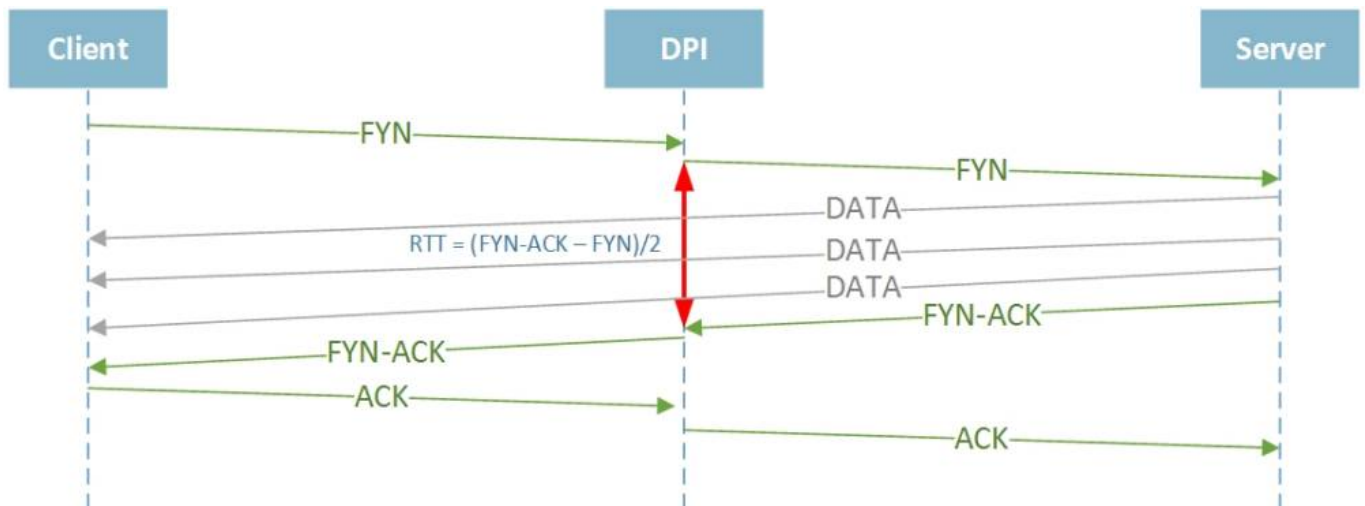 Client
DPI
Server
FYN
FYN
DATA
RTT = (FYN-ACK – FYN)/2
DATA
DATA
FYN-ACK
FYN-ACK
ACK
ACK